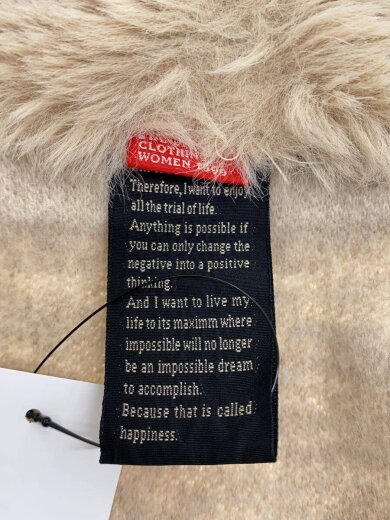 CLOTHING
WOMEN 1996
Therefore, I want to enjoy
all the trial of life.
Anything is possible if
you can only change the
negative into a positive
thinking.
And I want to live my
life to its maximm where
impossible will no longer
be an impossible dream
to accomplish.
Because that is called
happiness.